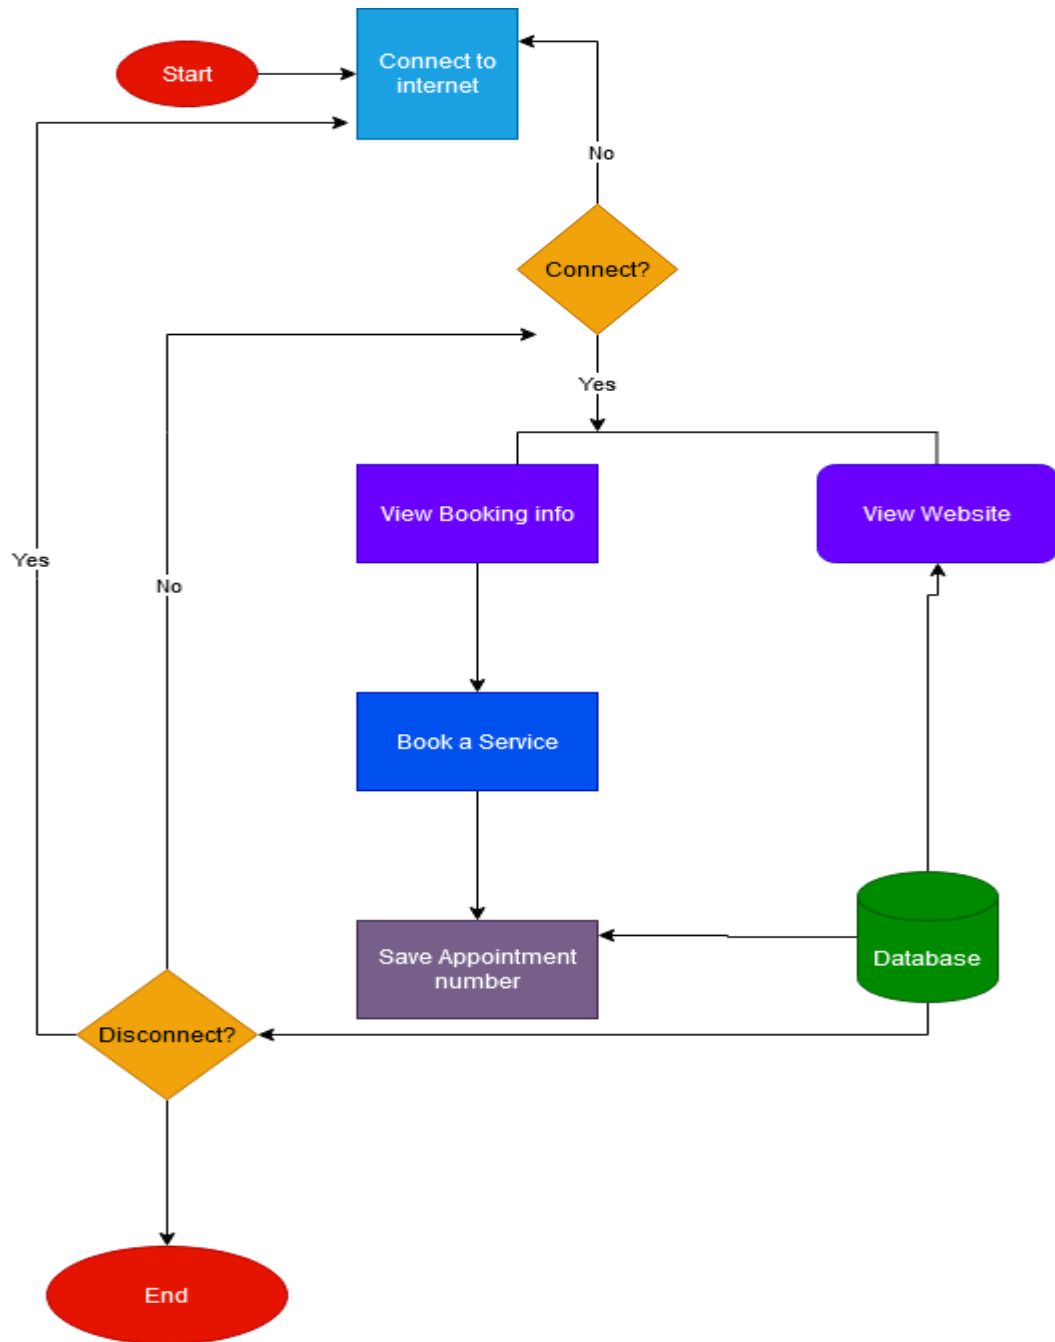 Start
Connect to
internet
No
Connect?
Yes
View Booking info
View Website
Yes
No
Book a Service
Save Appointment
number
Database
Disconnect?
End